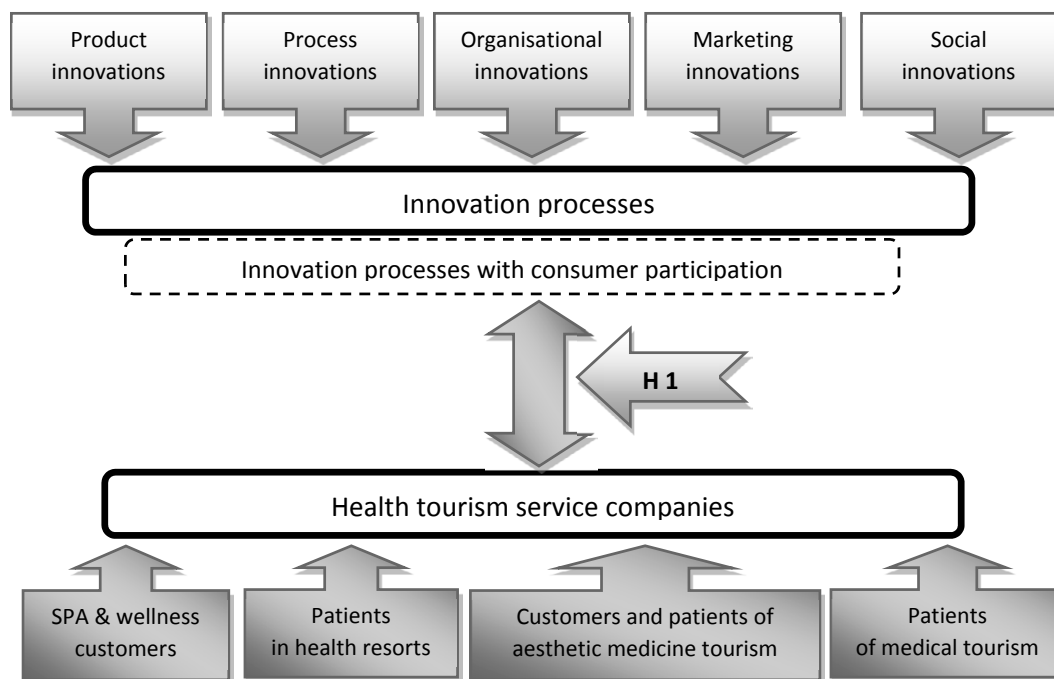 Product
innovations
Process
innovations
Organisational
innovations
Marketing
innovations
Social
innovations
Innovation processes
Innovation processes with consumer participation
H 1
Health tourism service companies
SPA & wellness
customers
Patients
in health resorts
Customers and patients of
aesthetic medicine tourism
Patients
of medical tourism